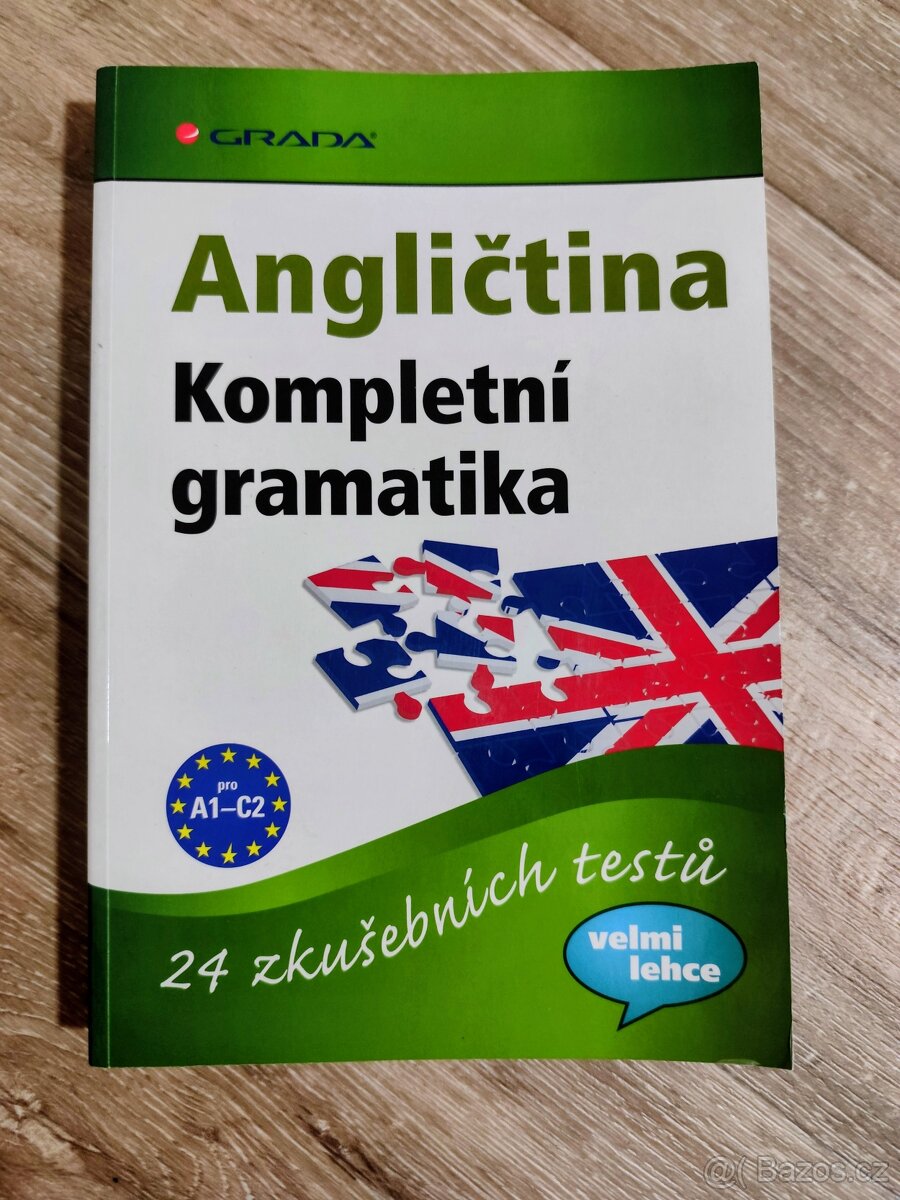 GRADA®
Angličtina
Kompletní
gramatika
pro
A1–C2
24 zkušebních testů
velmi
lehce
@( Bazos.cz